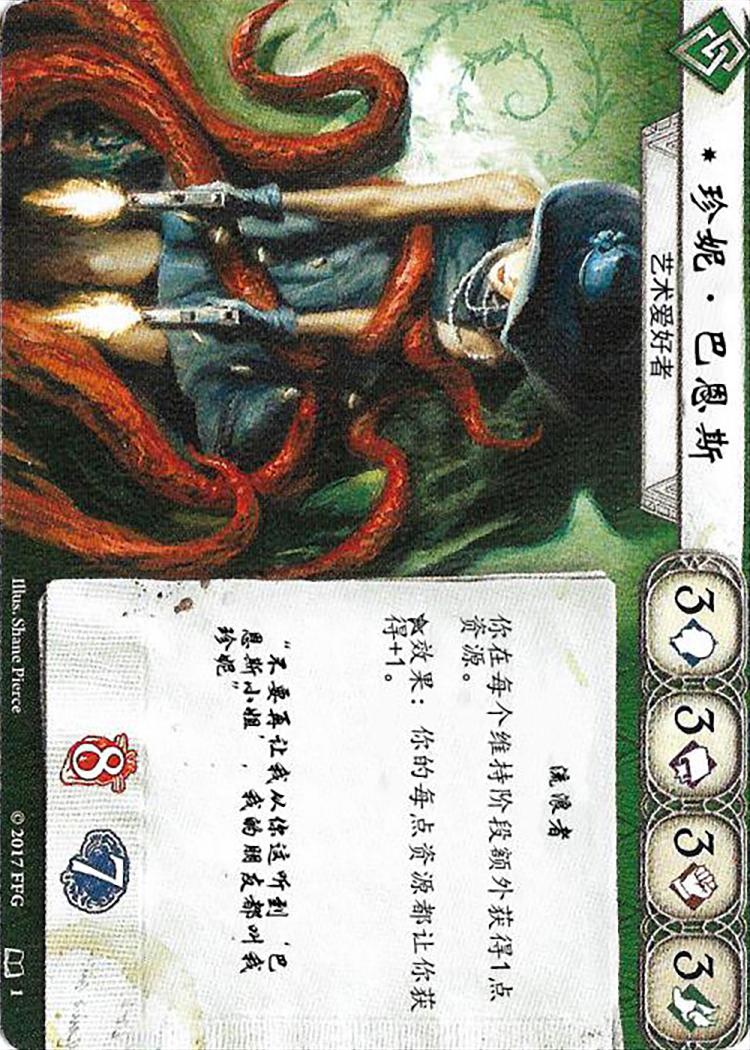 珍妮·巴恩斯
艺术爱好者
3 3 3 3
流浪者
你在每个维持阶段额外获得1点
资源。
效果：你的每点资源都让你获
得+1。
“不要再让我从你这听到‘巴
恩斯小姐’，我的朋友都叫我
珍妮”
8 7
Illus. Shane Pierce
© 2017 FFG
1